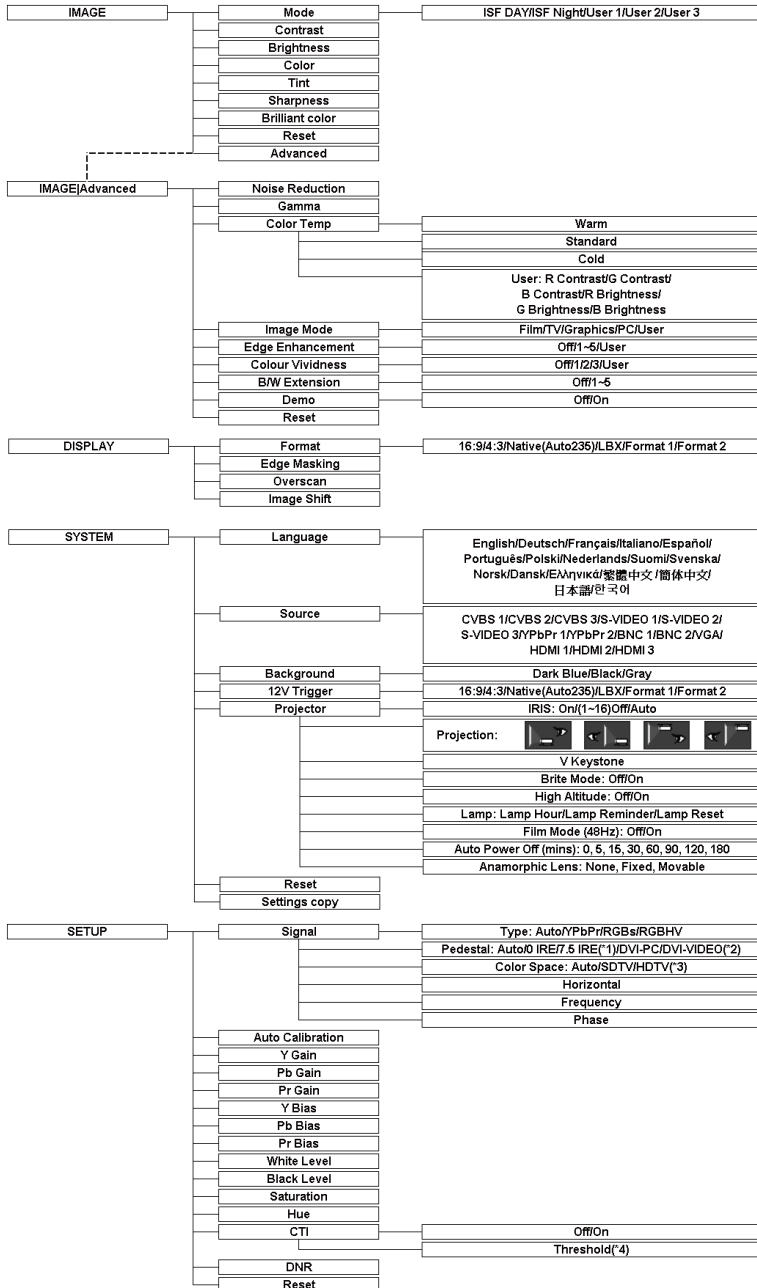 IMAGE Mode ISF DAY/ISF Night/User 1/User 2/User 3
Contrast
Brightness
Color
Tint
Sharpness
Brilliant color
Reset
Advanced
IMAGE|Advanced Noise Reduction
Gamma
Color Temp Warm
Standard
Cold
User: R Contrast/G Contrast/
B Contrast/R Brightness/
G Brightness/B Brightness
Image Mode Film/TV/Graphics/PC/User
Edge Enhancement Off/1~5/User
Colour Vividness Off/1/2/3/User
B/W Extension Off/1~5
Demo Off/On
Reset
DISPLAY Format 16:9/4:3/Native(Auto235)/LBX/Format 1/Format 2
Edge Masking
Overscan
Image Shift
SYSTEM Language
English/Deutsch/Français/Italiano/Español/
Português/Polski/Nederlands/Suomi/Svenska/
Norsk/Dansk/Ελληνικά/繁體中文/簡体中文/
日本語/한국어
Source
CVBS 1/CVBS 2/CVBS 3/S-VIDEO 1/S-VIDEO 2/
S-VIDEO 3/YPbPr 1/YPbPr 2/BNC 1/BNC 2/VGA/
HDMI 1/HDMI 2/HDMI 3
Background Dark Blue/Black/Gray
12V Trigger 16:9/4:3/Native(Auto235)/LBX/Format 1/Format 2
Projector IRIS: On/(1~16)Off/Auto
Projection:
V Keystone
Brite Mode: Off/On
High Altitude: Off/On
Lamp: Lamp Hour/Lamp Reminder/Lamp Reset
Film Mode (48Hz): Off/On
Auto Power Off (mins): 0, 5, 15, 30, 60, 90, 120, 180
Anamorphic Lens: None, Fixed, Movable
Reset
Settings copy
SETUP Signal Type: Auto/YPbPr/RGBs/RGBHV
Pedestal: Auto/0 IRE/7.5 IRE(*1)/DVI-PC/DVI-VIDEO(*2)
Color Space: Auto/SDTV/HDTV(*3)
Horizontal
Frequency
Phase
Auto Calibration
Y Gain
Pb Gain
Pr Gain
Y Bias
Pb Bias
Pr Bias
White Level
Black Level
Saturation
Hue
CTI Off/On
Threshold(*4)
DNR
Reset